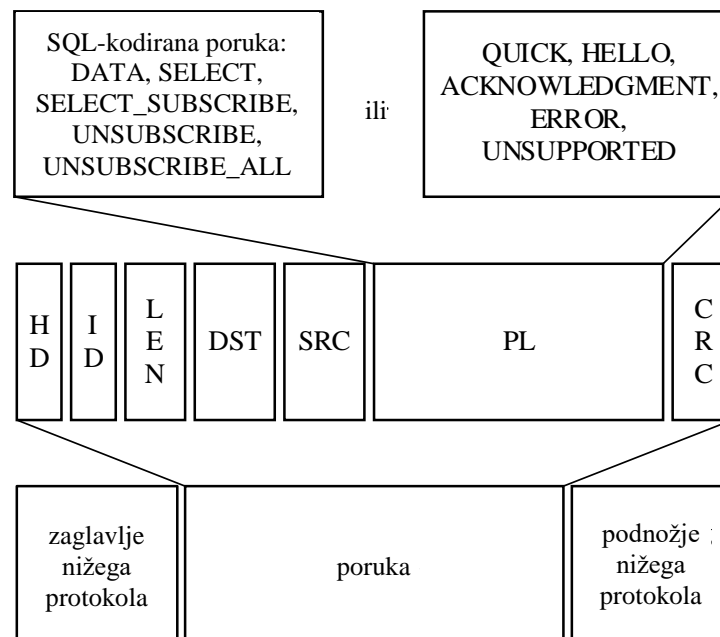 SQL-kodirana poruka:
DATA, SELECT,
SELECT_SUBSCRIBE,
UNSUBSCRIBE,
UNSUBSCRIBE_ALL
ili
QUICK, HELLO,
ACKNOWLEDGMENT,
ERROR,
UNSUPPORTED
H
D
I
D
L
E
N
DST
SRC
PL
C
R
C
zaglavlje
nižega
protokola
poruka
podnožje
nižega
protokola